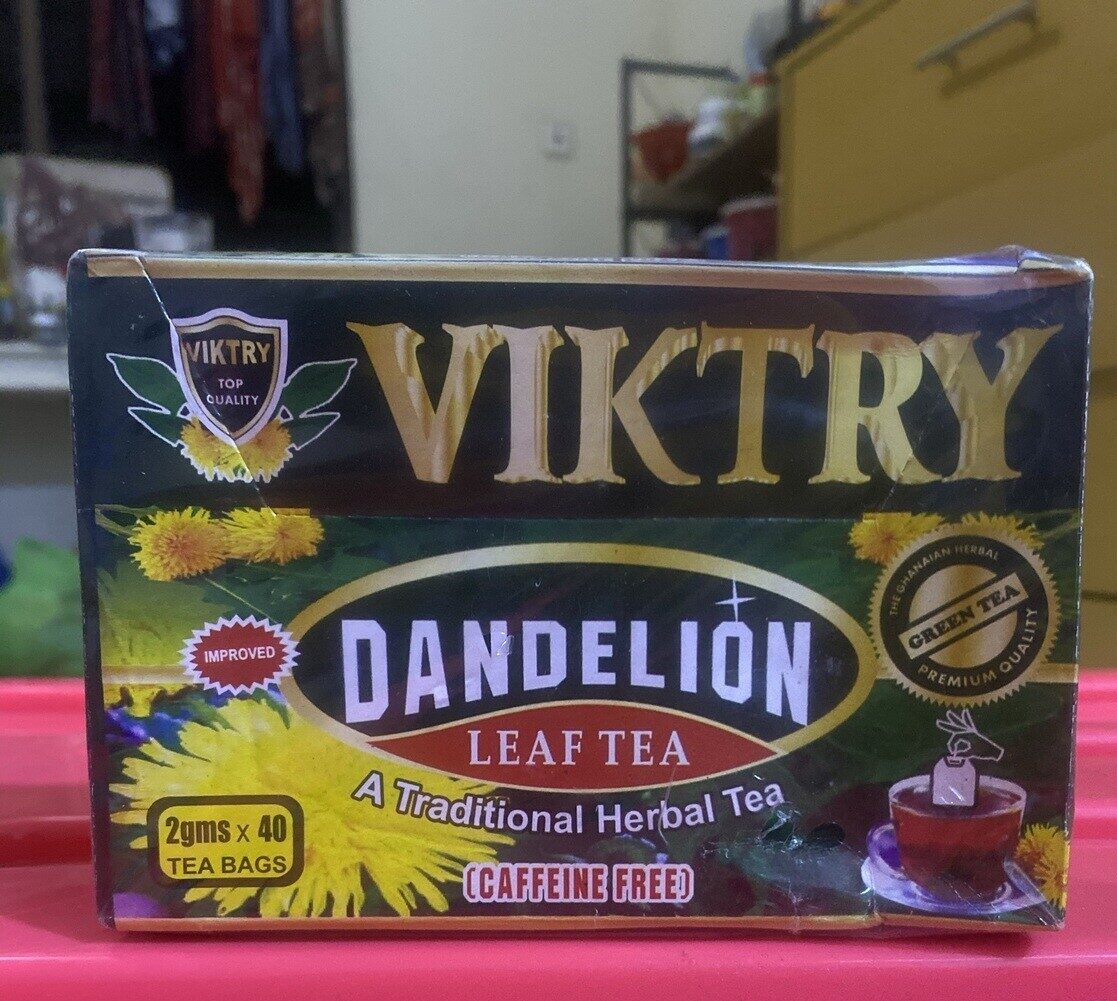 VIKTRY
TOP
QUALITY
VIKTRY
THE GHANAIAN HERBAL
GREEN TEA
PREMIUM QUALITY
IMPROVED
DANDELION
LEAF TEA
A Traditional Herbal Tea
2gms x 40
TEA BAGS
(CAFFEINE FREE)